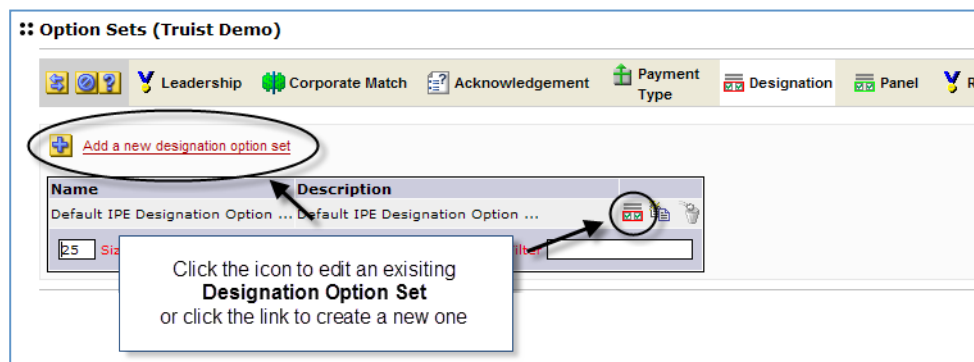 Option Sets (Truist Demo)
Leadership Corporate Match Acknowledgement Payment Type Designation Panel R
Add a new designation option set
Name Description
Default IPE Designation Option ... Default IPE Designation Option ...
25
Click the icon to edit an exisiting
Designation Option Set
or click the link to create a new one